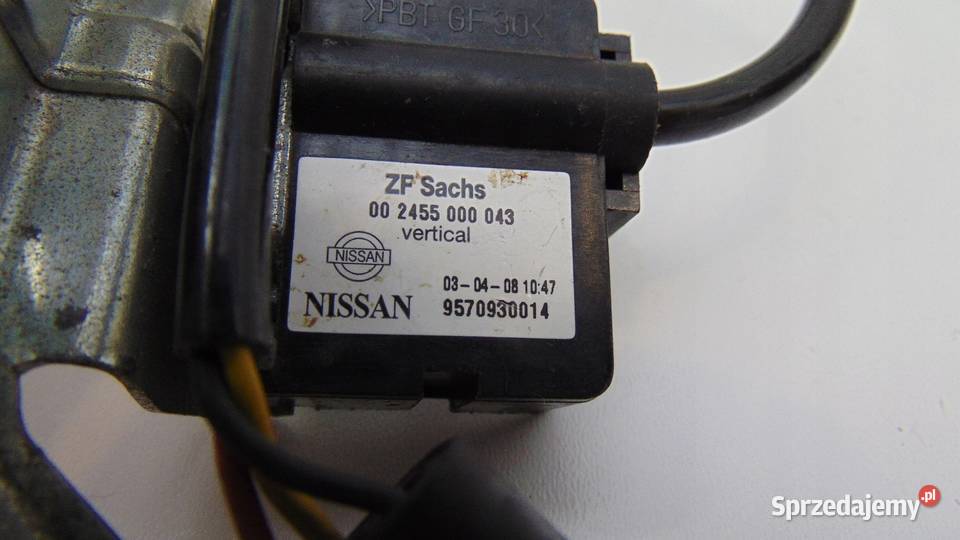 >PBT GF 30<
ZF Sachs
00 2455 000 043
vertical
NISSAN
03-04-08 10:47
NISSAN
9570930014
Sprzedajemy.pl